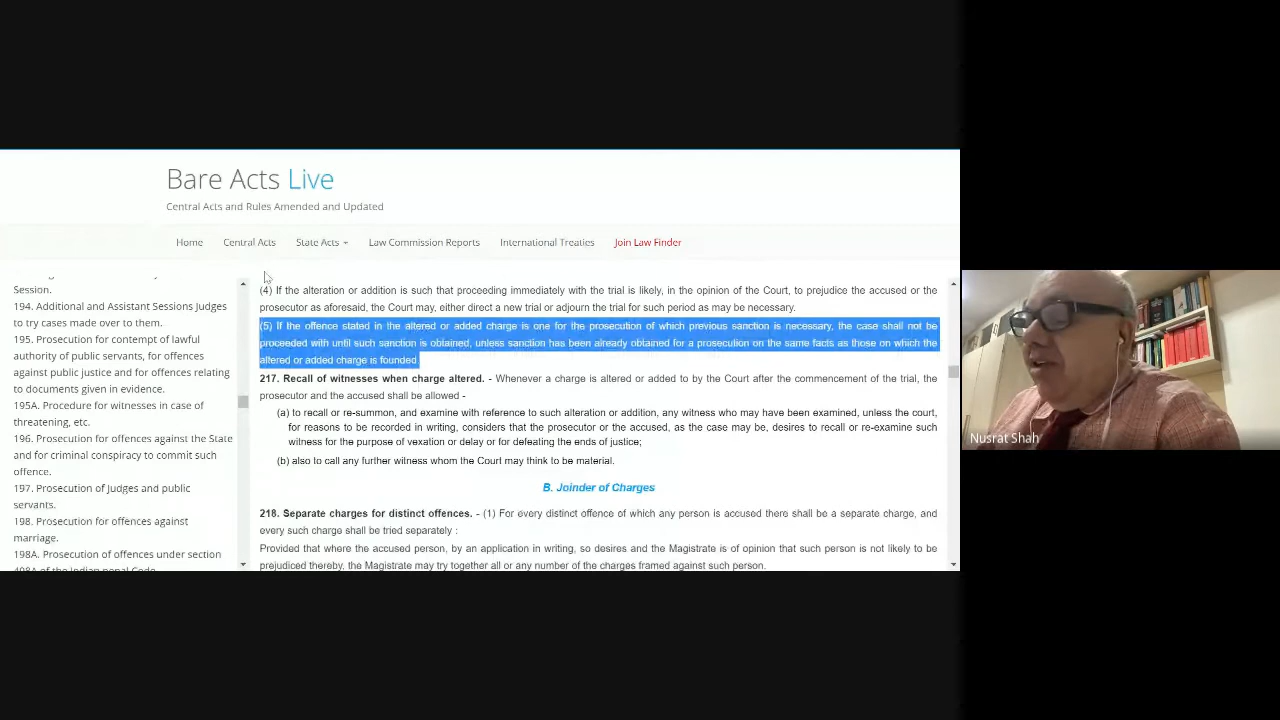 Bare Acts Live
Central Acts and Rules Amended and Updated
Home Central Acts State Acts Law Commission Reports International Treaties Join Law Finder
Session.
194. Additional and Assistant Sessions Judges
to try cases made over to them.
195. Prosecution for contempt of lawful
authority of public servants, for offences
against public justice and for offences relating
to documents given in evidence.
195A. Procedure for witnesses in case of
threatening, etc.
196. Prosecution for offences against the State
and for criminal conspiracy to commit such
offence.
197. Prosecution of Judges and public
servants.
198. Prosecution for offences against
marriage.
198A. Prosecution of offences under section
498A of the Indian penal Code
(4) If the alteration or addition is such that proceeding immediately with the trial is likely, in the opinion of the Court, to prejudice the accused or the
prosecutor as aforesaid, the Court may, either direct a new trial or adjourn the trial for such period as may be necessary.
(5) If the offence stated in the altered or added charge is one for the prosecution of which previous sanction is necessary, the case shall not be
proceeded with until such sanction is obtained, unless sanction has been already obtained for a prosecution on the same facts as those on which the
altered or added charge is founded.
217. Recall of witnesses when charge altered. - Whenever a charge is altered or added to by the Court after the commencement of the trial, the
prosecutor and the accused shall be allowed -
(a) to recall or re-summon, and examine with reference to such alteration or addition, any witness who may have been examined, unless the court,
for reasons to be recorded in writing, considers that the prosecutor or the accused, as the case may be, desires to recall or re-examine such
witness for the purpose of vexation or delay or for defeating the ends of justice;
(b) also to call any further witness whom the Court may think to be material.
B. Joinder of Charges
218. Separate charges for distinct offences. - (1) For every distinct offence of which any person is accused there shall be a separate charge, and
every such charge shall be tried separately :
Provided that where the accused person, by an application in writing, so desires and the Magistrate is of opinion that such person is not likely to be
prejudiced thereby, the Magistrate may try together all or any number of the charges framed against such person.
Nusrat Shah